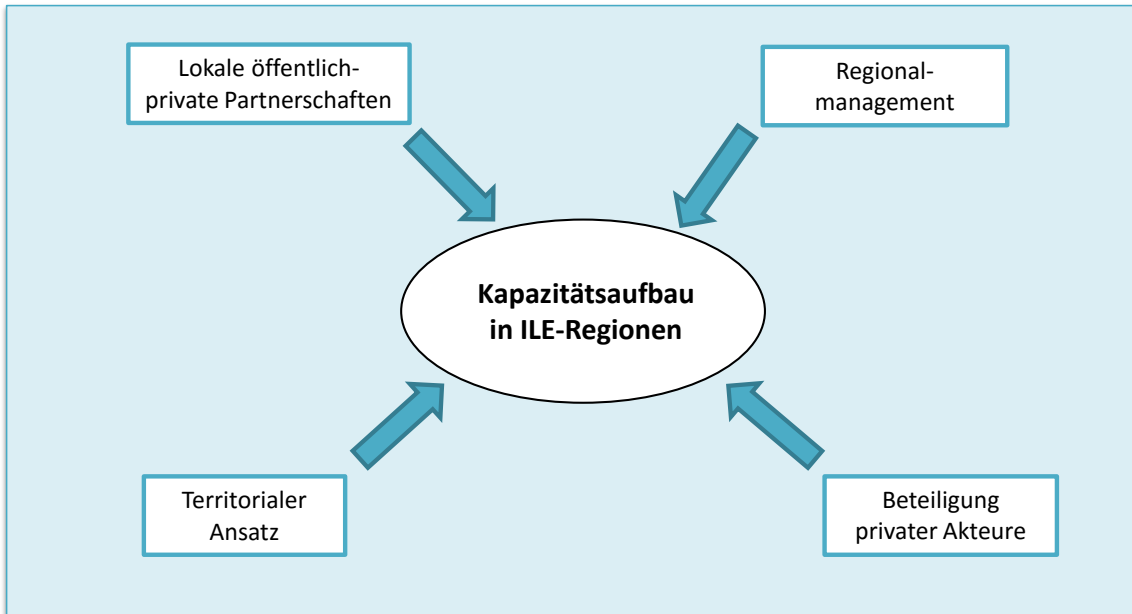 Lokale öffentlich-
private Partnerschaften
Regional-
management
Kapazitätsaufbau
in ILE-Regionen
Territorialer
Ansatz
Beteiligung
privater Akteure